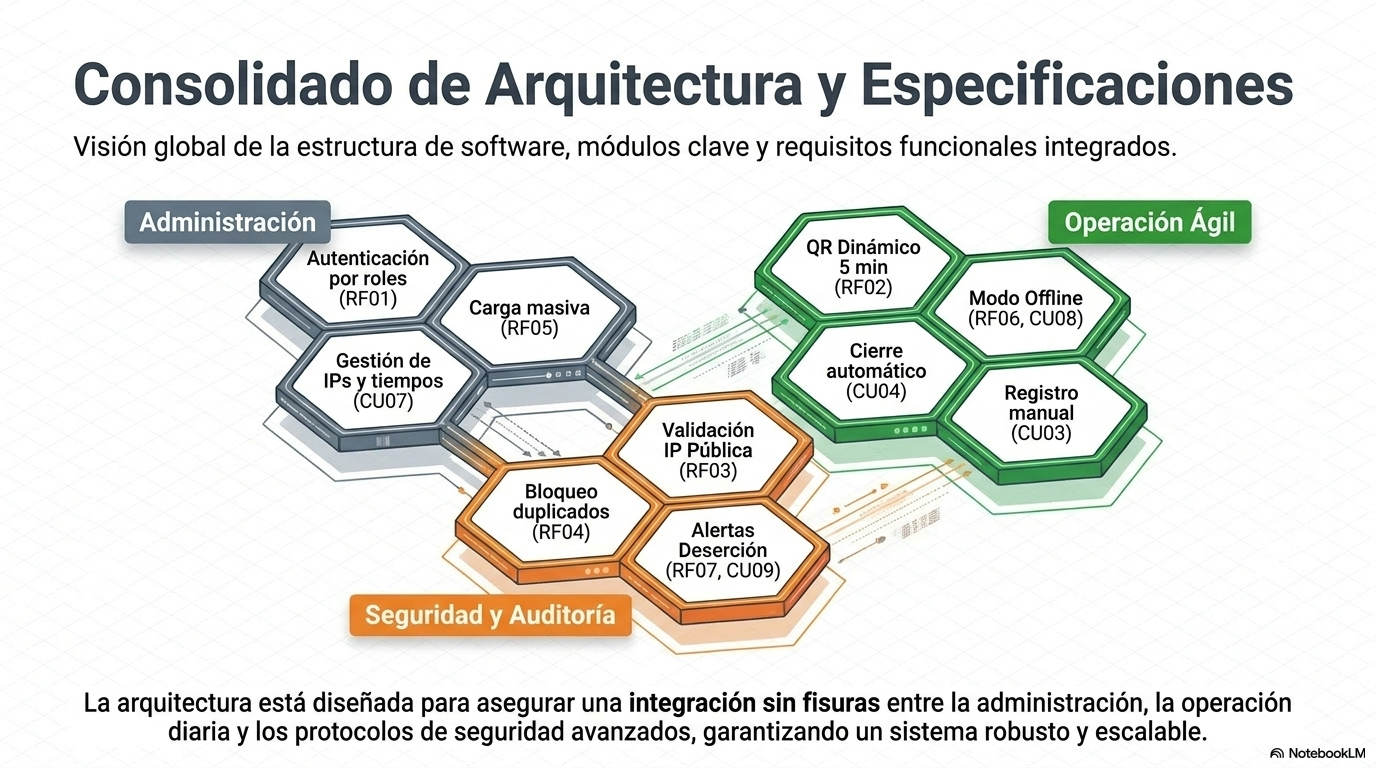 Consolidado de Arquitectura y Especificaciones
Visión global de la estructura de software, módulos clave y requisitos funcionales integrados.
Administración
Autenticación
por roles
(RF01)
Carga masiva
(RF05)
Gestión de
IPs y tiempos
(CU07)
Operación Ágil
QR Dinámico
5 min
(RF02)
Modo Offline
(RF06, CU08)
Cierre
automático
(CU04)
Registro
manual
(CU03)
Validación
IP Pública
(RF03)
Bloqueo
duplicados
(RF04)
Alertas
Deserción
(RF07, CU09)
Seguridad y Auditoría
La arquitectura está diseñada para asegurar una integración sin fisuras entre la administración, la operación
diaria y los protocolos de seguridad avanzados, garantizando un sistema robusto y escalable.
NotebookLM